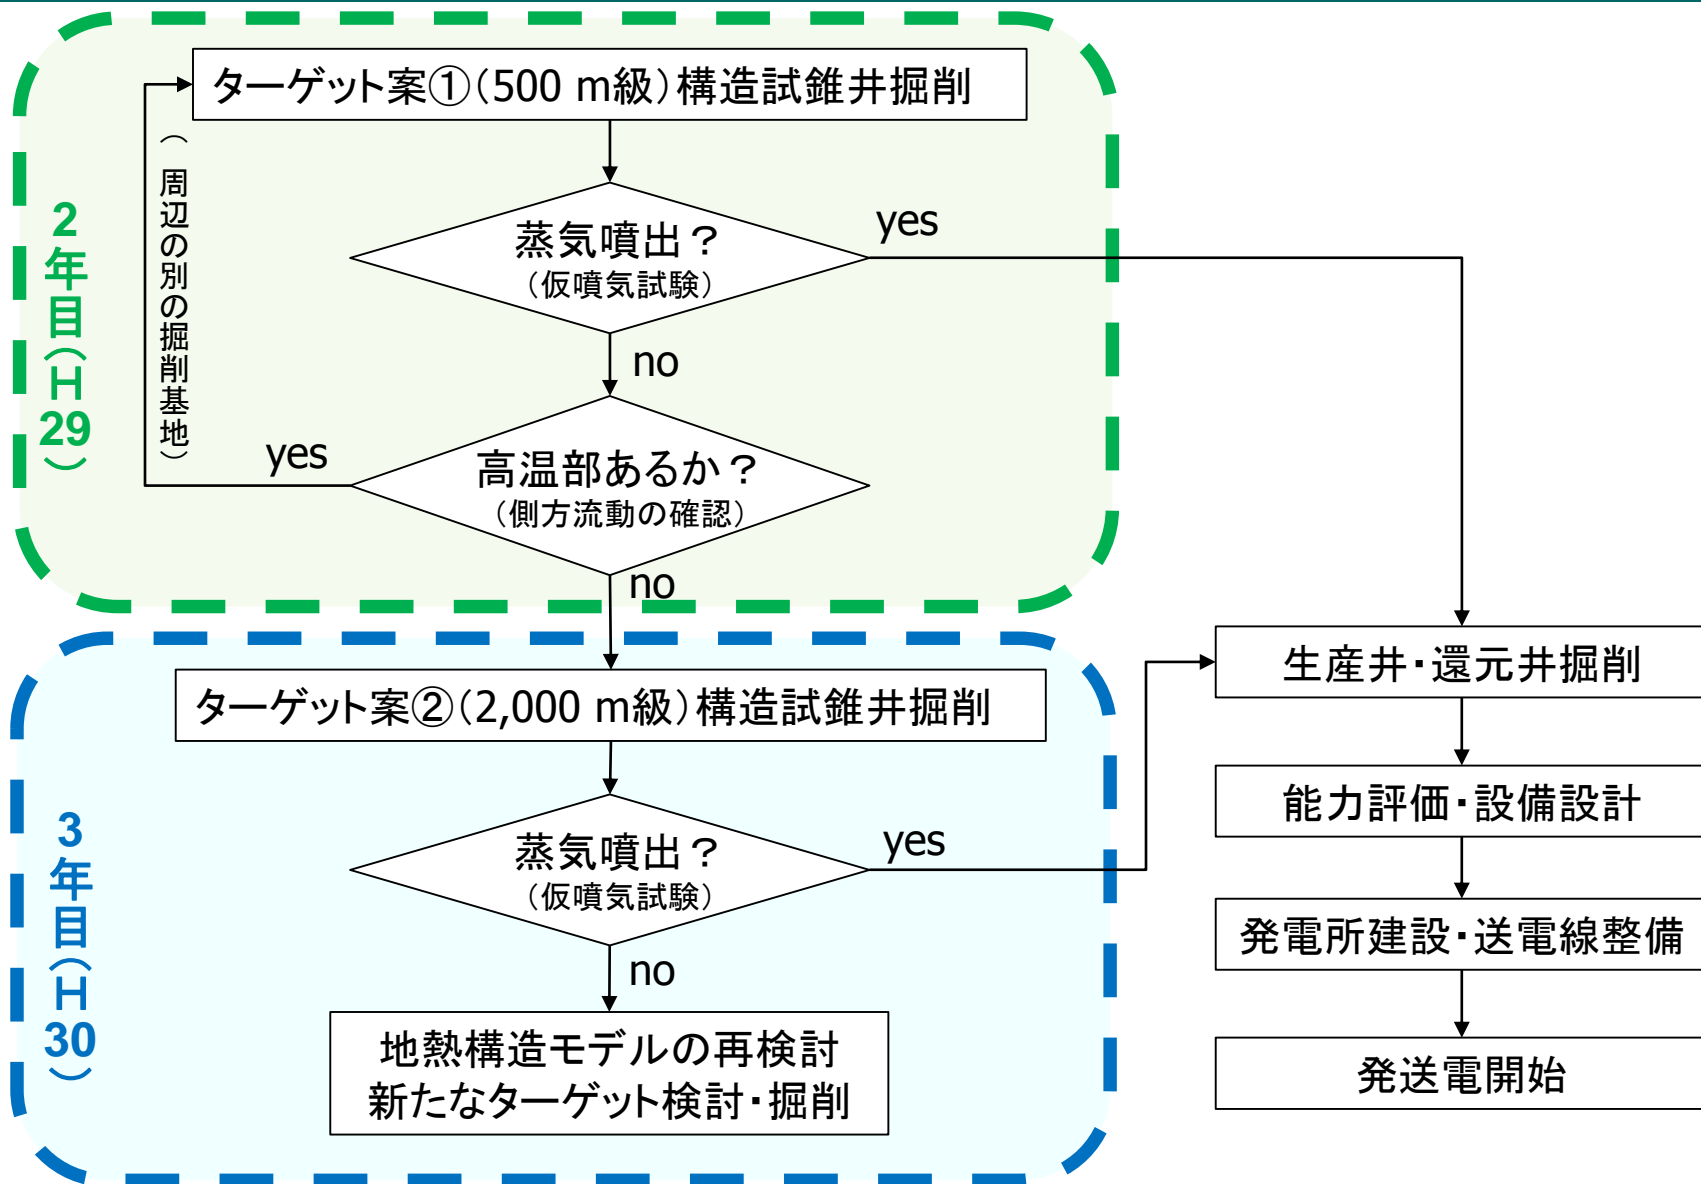 2年目（H29）
ターゲット案①（500 m級）構造試錐井掘削
（周辺の別の掘削基地）
蒸気噴出？
（仮噴気試験）
yes
no
高温部あるか？
（側方流動の確認）
yes
no
3年目（H30）
ターゲット案②（2,000 m級）構造試錐井掘削
蒸気噴出？
（仮噴気試験）
yes
no
地熱構造モデルの再検討
新たなターゲット検討・掘削
生産井・還元井掘削
能力評価・設備設計
発電所建設・送電線整備
発送電開始